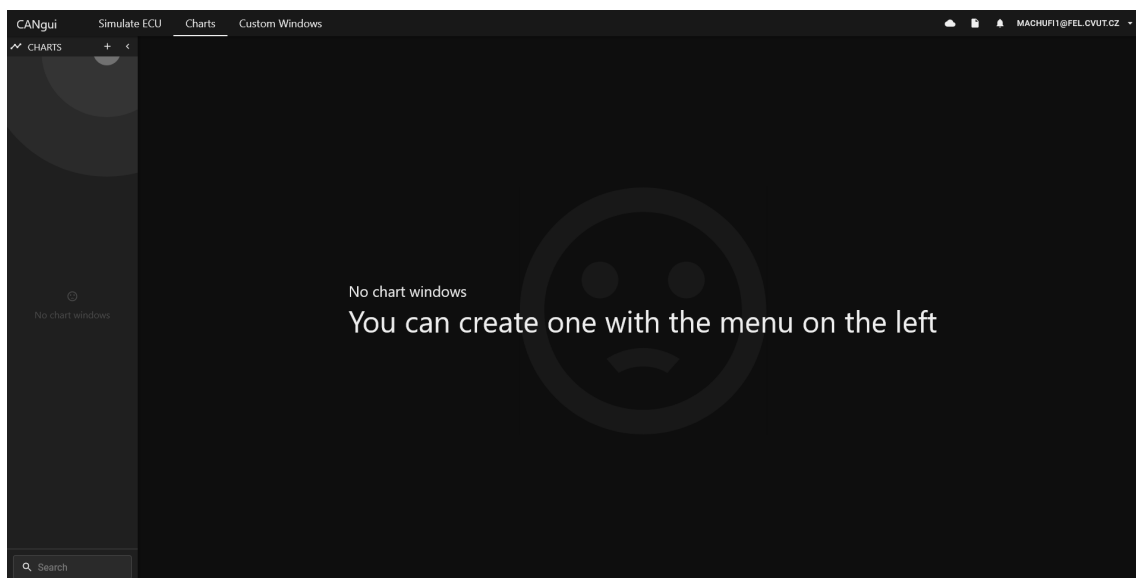 CANgui Simulate ECU Charts Custom Windows MACHUFI1@FEL.CVUT.CZ
CHARTS
No chart windows
You can create one with the menu on the left
No chart windows
Search